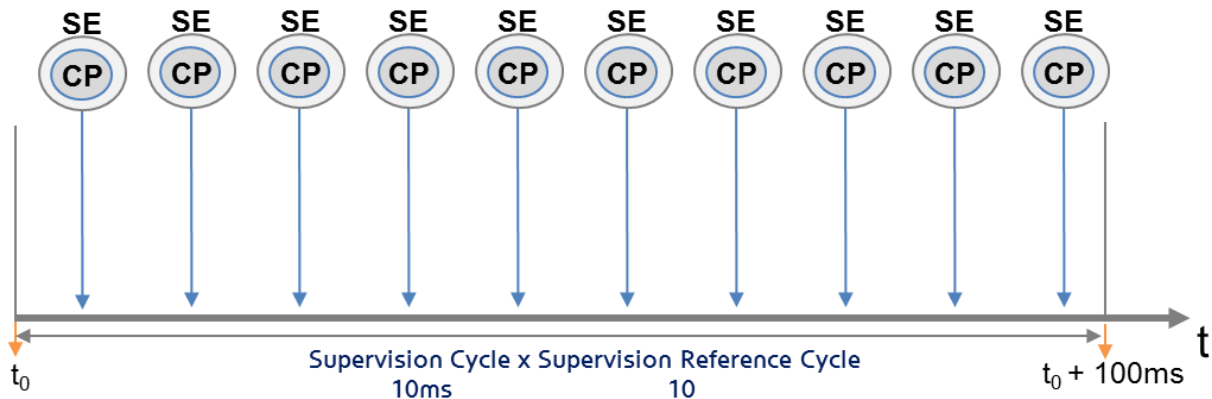 SE SE SE SE SE SE SE SE SE SE
CP CP CP CP CP CP CP CP CP CP
t
Supervision Cycle x Supervision Reference Cycle
t0 t0 + 100ms
10ms 10